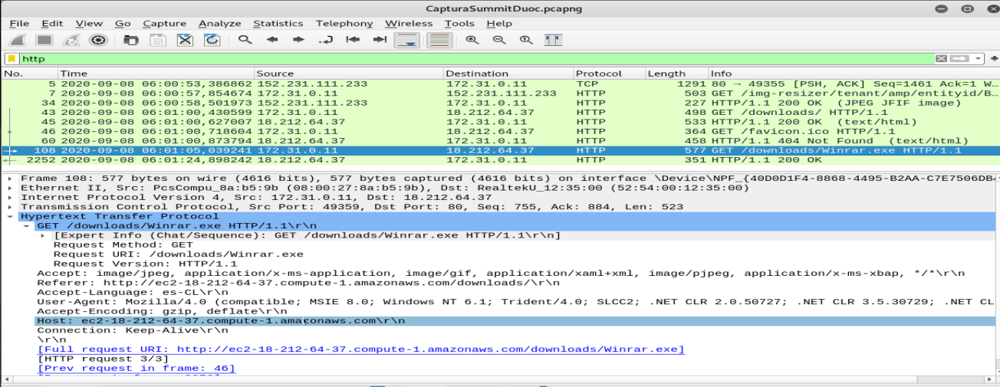 CapturaSummitDuoc.pcapng
File Edit View Go Capture Analyze Statistics Telephony Wireless Tools Help
http
No. Time Source Destination Protocol Length Info
5 2020-09-08 06:00:53,386862 152.231.111.233 172.31.0.11 TCP 1291 80 → 49355 [PSH, ACK] Seq=1461 Ack=1 W…
7 2020-09-08 06:00:57,854674 172.31.0.11 152.231.111.233 HTTP 503 GET /img-resizer/tenant/amp/entityid/B…
34 2020-09-08 06:00:58,501973 152.231.111.233 172.31.0.11 HTTP 227 HTTP/1.1 200 OK (JPEG JFIF image)
43 2020-09-08 06:01:00,430599 172.31.0.11 18.212.64.37 HTTP 498 GET /downloads/ HTTP/1.1
45 2020-09-08 06:01:00,627007 18.212.64.37 172.31.0.11 HTTP 533 HTTP/1.1 200 OK (text/html)
46 2020-09-08 06:01:00,718604 172.31.0.11 18.212.64.37 HTTP 364 GET /favicon.ico HTTP/1.1
60 2020-09-08 06:01:00,873794 18.212.64.37 172.31.0.11 HTTP 458 HTTP/1.1 404 Not Found (text/html)
108 2020-09-08 06:01:05,039241 172.31.0.11 18.212.64.37 HTTP 577 GET /downloads/Winrar.exe HTTP/1.1
2252 2020-09-08 06:01:24,898242 18.212.64.37 172.31.0.11 HTTP 351 HTTP/1.1 200 OK
Frame 108: 577 bytes on wire (4616 bits), 577 bytes captured (4616 bits) on interface \Device\NPF_{40D0D1F4-8868-4495-B2AA-C7E7506DB4
Ethernet II, Src: PcsCompu_8a:b5:9b (08:00:27:8a:b5:9b), Dst: RealtekU_12:35:00 (52:54:00:12:35:00)
Internet Protocol Version 4, Src: 172.31.0.11, Dst: 18.212.64.37
Transmission Control Protocol, Src Port: 49359, Dst Port: 80, Seq: 755, Ack: 884, Len: 523
Hypertext Transfer Protocol
GET /downloads/Winrar.exe HTTP/1.1\r\n
[Expert Info (Chat/Sequence): GET /downloads/Winrar.exe HTTP/1.1\r\n]
Request Method: GET
Request URI: /downloads/Winrar.exe
Request Version: HTTP/1.1
Accept: image/jpeg, application/x-ms-application, image/gif, application/xaml+xml, image/pjpeg, application/x-ms-xbap, */*\r\n
Referer: http://ec2-18-212-64-37.compute-1.amazonaws.com/downloads/\r\n
Accept-Language: es-CL\r\n
User-Agent: Mozilla/4.0 (compatible; MSIE 8.0; Windows NT 6.1; Trident/4.0; SLCC2; .NET CLR 2.0.50727; .NET CLR 3.5.30729; .NET CL
Accept-Encoding: gzip, deflate\r\n
Host: ec2-18-212-64-37.compute-1.amazonaws.com\r\n
Connection: Keep-Alive\r\n
\r\n
[Full request URI: http://ec2-18-212-64-37.compute-1.amazonaws.com/downloads/Winrar.exe]
[HTTP request 3/3]
[Prev request in frame: 46]